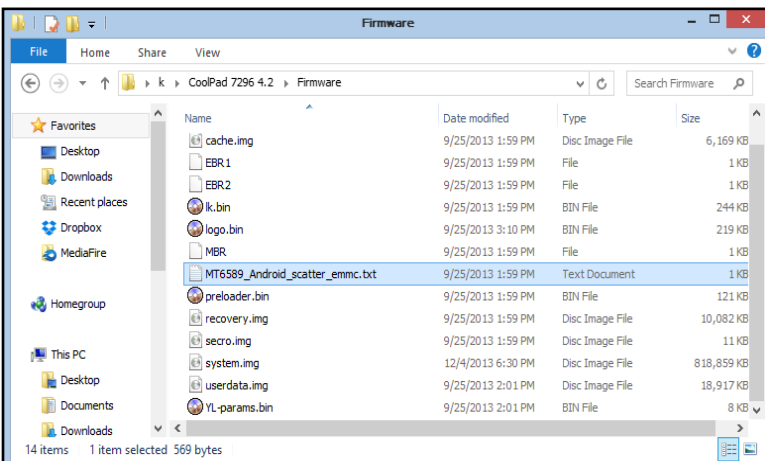 Firmware
File Home Share View
k CoolPad 7296 4.2 Firmware Search Firmware
Favorites
Desktop
Downloads
Recent places
Dropbox
MediaFire
Homegroup
This PC
Desktop
Documents
Downloads
Name Date modified Type Size
cache.img 9/25/2013 1:59 PM Disc Image File 6,169 KB
EBR1 9/25/2013 1:59 PM File 1 KB
EBR2 9/25/2013 1:59 PM File 1 KB
lk.bin 9/25/2013 1:59 PM BIN File 244 KB
logo.bin 9/25/2013 3:10 PM BIN File 219 KB
MBR 9/25/2013 1:59 PM File 1 KB
MT6589_Android_scatter_emmc.txt 9/25/2013 1:59 PM Text Document 1 KB
preloader.bin 9/25/2013 1:59 PM BIN File 121 KB
recovery.img 9/25/2013 1:59 PM Disc Image File 10,082 KB
secro.img 9/25/2013 1:59 PM Disc Image File 11 KB
system.img 12/4/2013 6:30 PM Disc Image File 818,859 KB
userdata.img 9/25/2013 2:01 PM Disc Image File 18,917 KB
YL-params.bin 9/25/2013 2:01 PM BIN File 8 KB
14 items 1 item selected 569 bytes